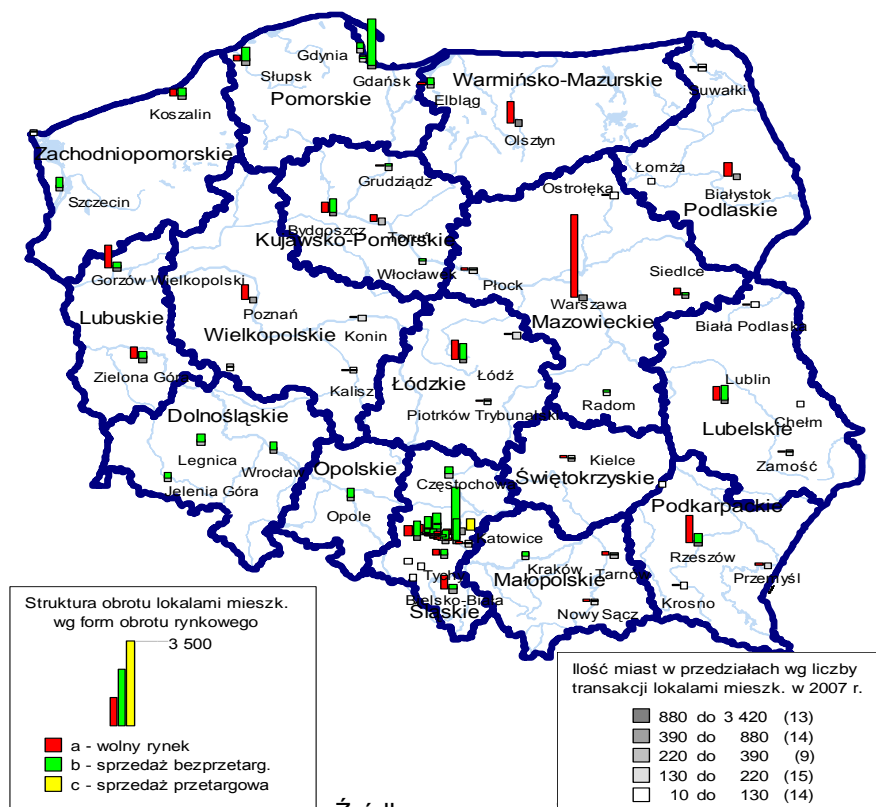 Gdynia
Słupsk
Gdańsk
Pomorskie
Warmińsko-Mazurskie
Suwałki
Elbląg
Koszalin
Olsztyn
Zachodniopomorskie
Grudziądz
Łomża
Ostrołęka
Białystok
Podlaskie
Szczecin
Bydgoszcz
Toruń
Kujawsko-Pomorskie
Włocławek
Płock
Siedlce
Gorzów Wielkopolski
Warszawa
Poznań
Mazowieckie
Biała Podlaska
Lubuskie
Wielkopolskie
Konin
Zielona Góra
Kalisz
Łódzkie
Łódź
Lublin
Piotrków Trybunalski
Radom
Chełm
Dolnośląskie
Lubelskie
Legnica
Wrocław
Opolskie
Kielce
Zamość
Częstochowa
Świętokrzyskie
Jelenia Góra
Opole
Podkarpackie
Katowice
Rzeszów
Tychy
Kraków
Tarnów
Przemyśl
Małopolskie
Bielsko-Biała
Krosno
Śląskie
Nowy Sącz
Struktura obrotu lokalami mieszk.
wg form obrotu rynkowego
3 500
a - wolny rynek
b - sprzedaż bezprzetarg.
c - sprzedaż przetargowa
Ilość miast w przedziałach wg liczby
transakcji lokalami mieszk. w 2007 r.
880 do 3 420 (13)
390 do 880 (14)
220 do 390 (9)
130 do 220 (15)
10 do 130 (14)